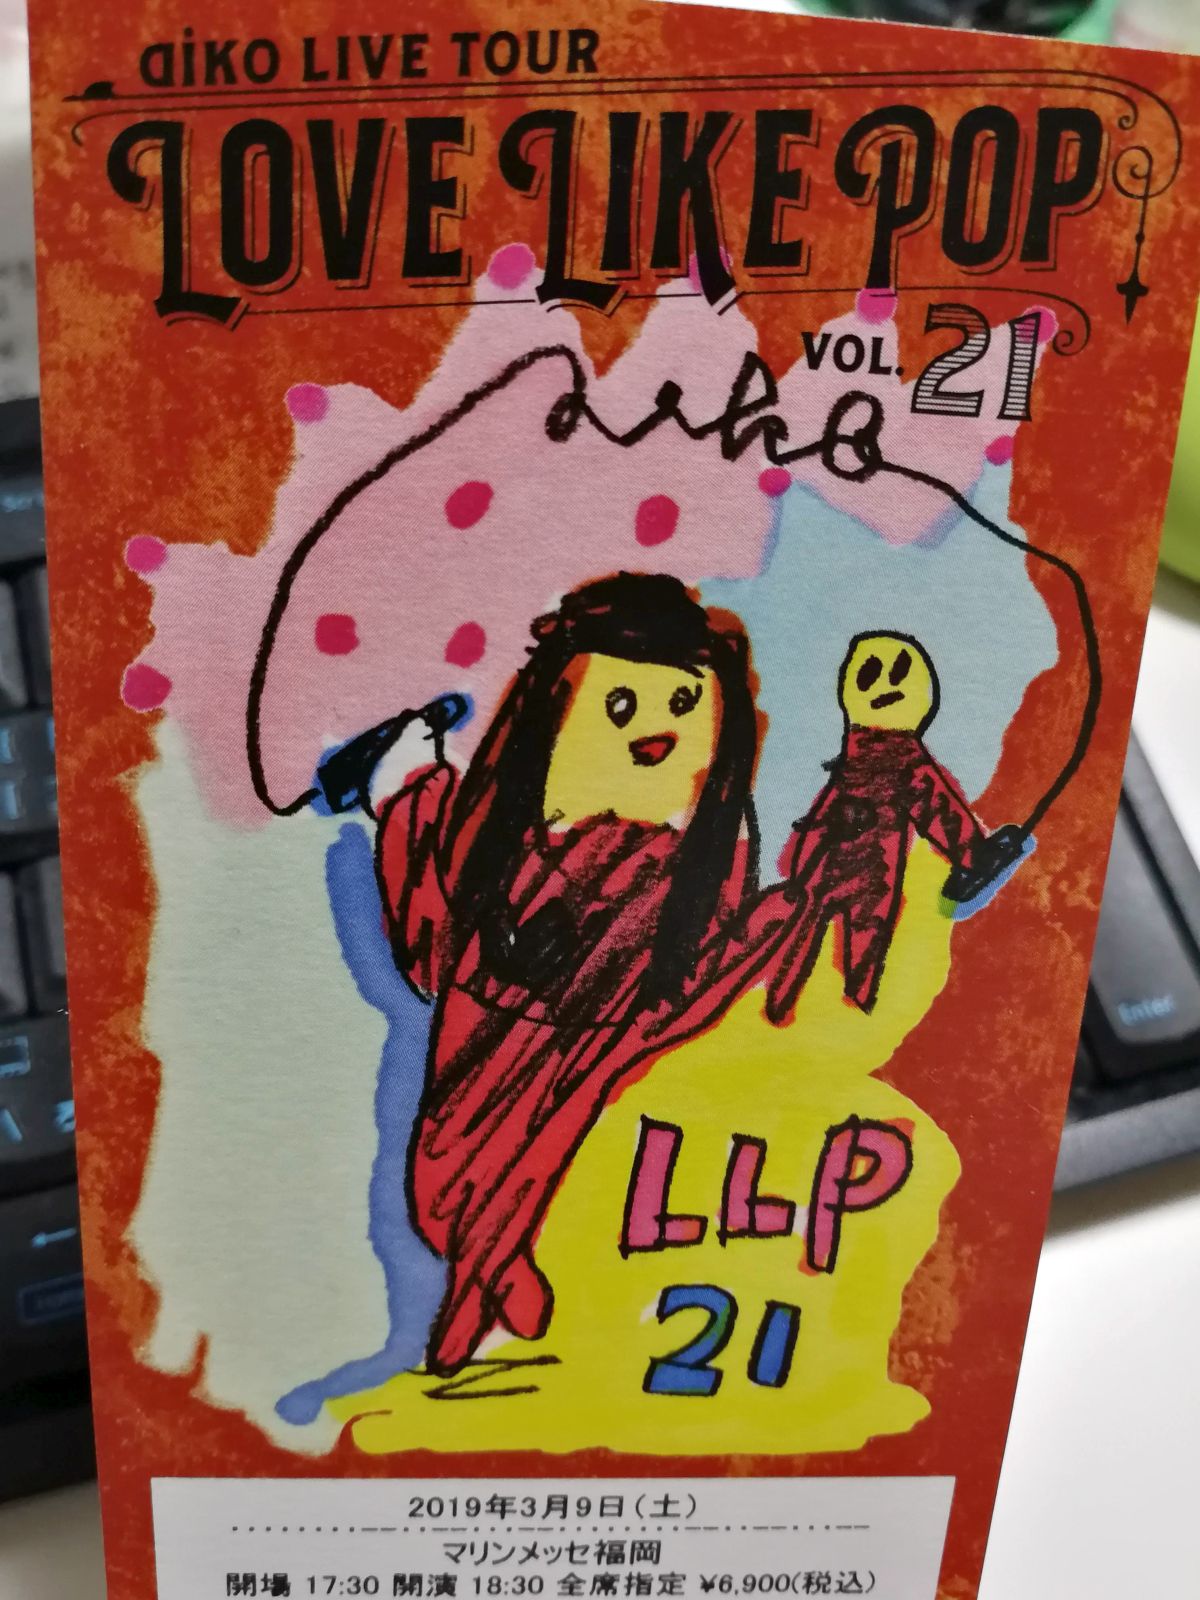 aiko LIVE TOUR
LOVE LIKE POP
VOL. 21
aiko
LLP
21
2019年3月9日(土)
マリンメッセ福岡
開場 17:30 開演 18:30 全席指定 ¥6,900(税込)
Enter